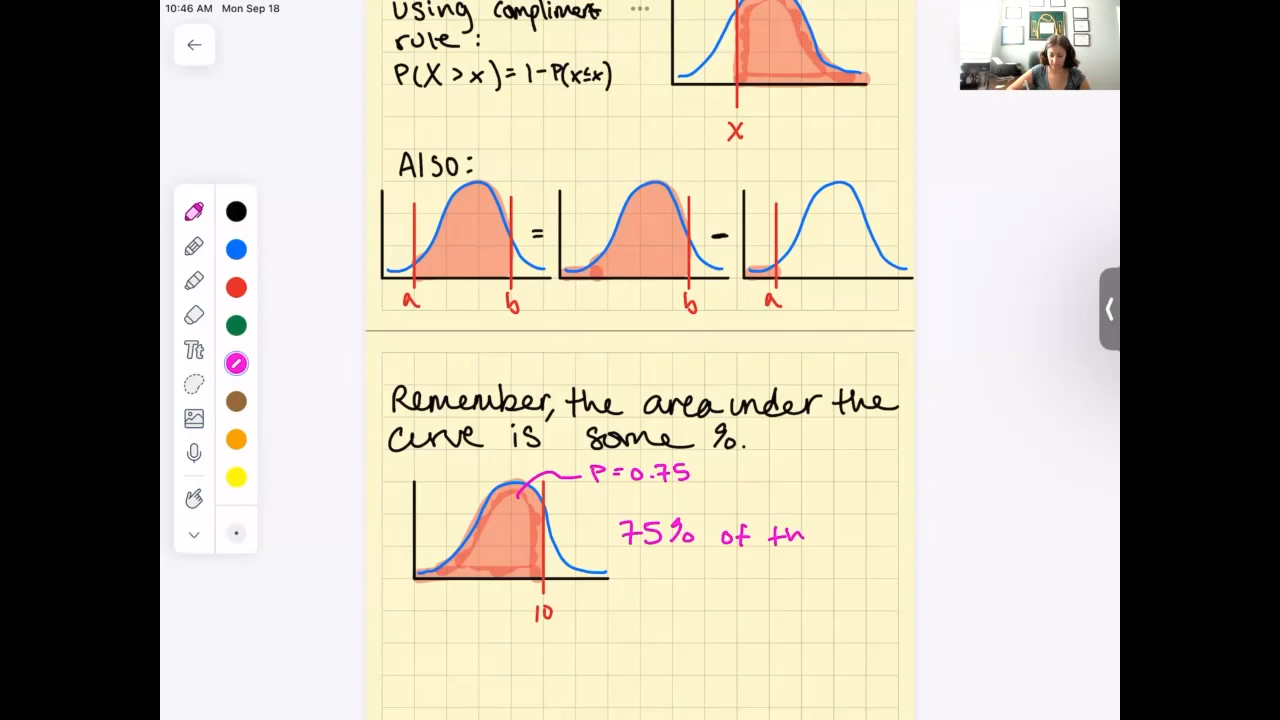 10:46 AM Mon Sep 18
using compliment
rule:
P(X > x) = 1 - P(x ≤ x)
x
Also:
=
-
a
b
b
a
Tt
Remember, the area under the
curve is some %.
P = 0.75
75% of th
10